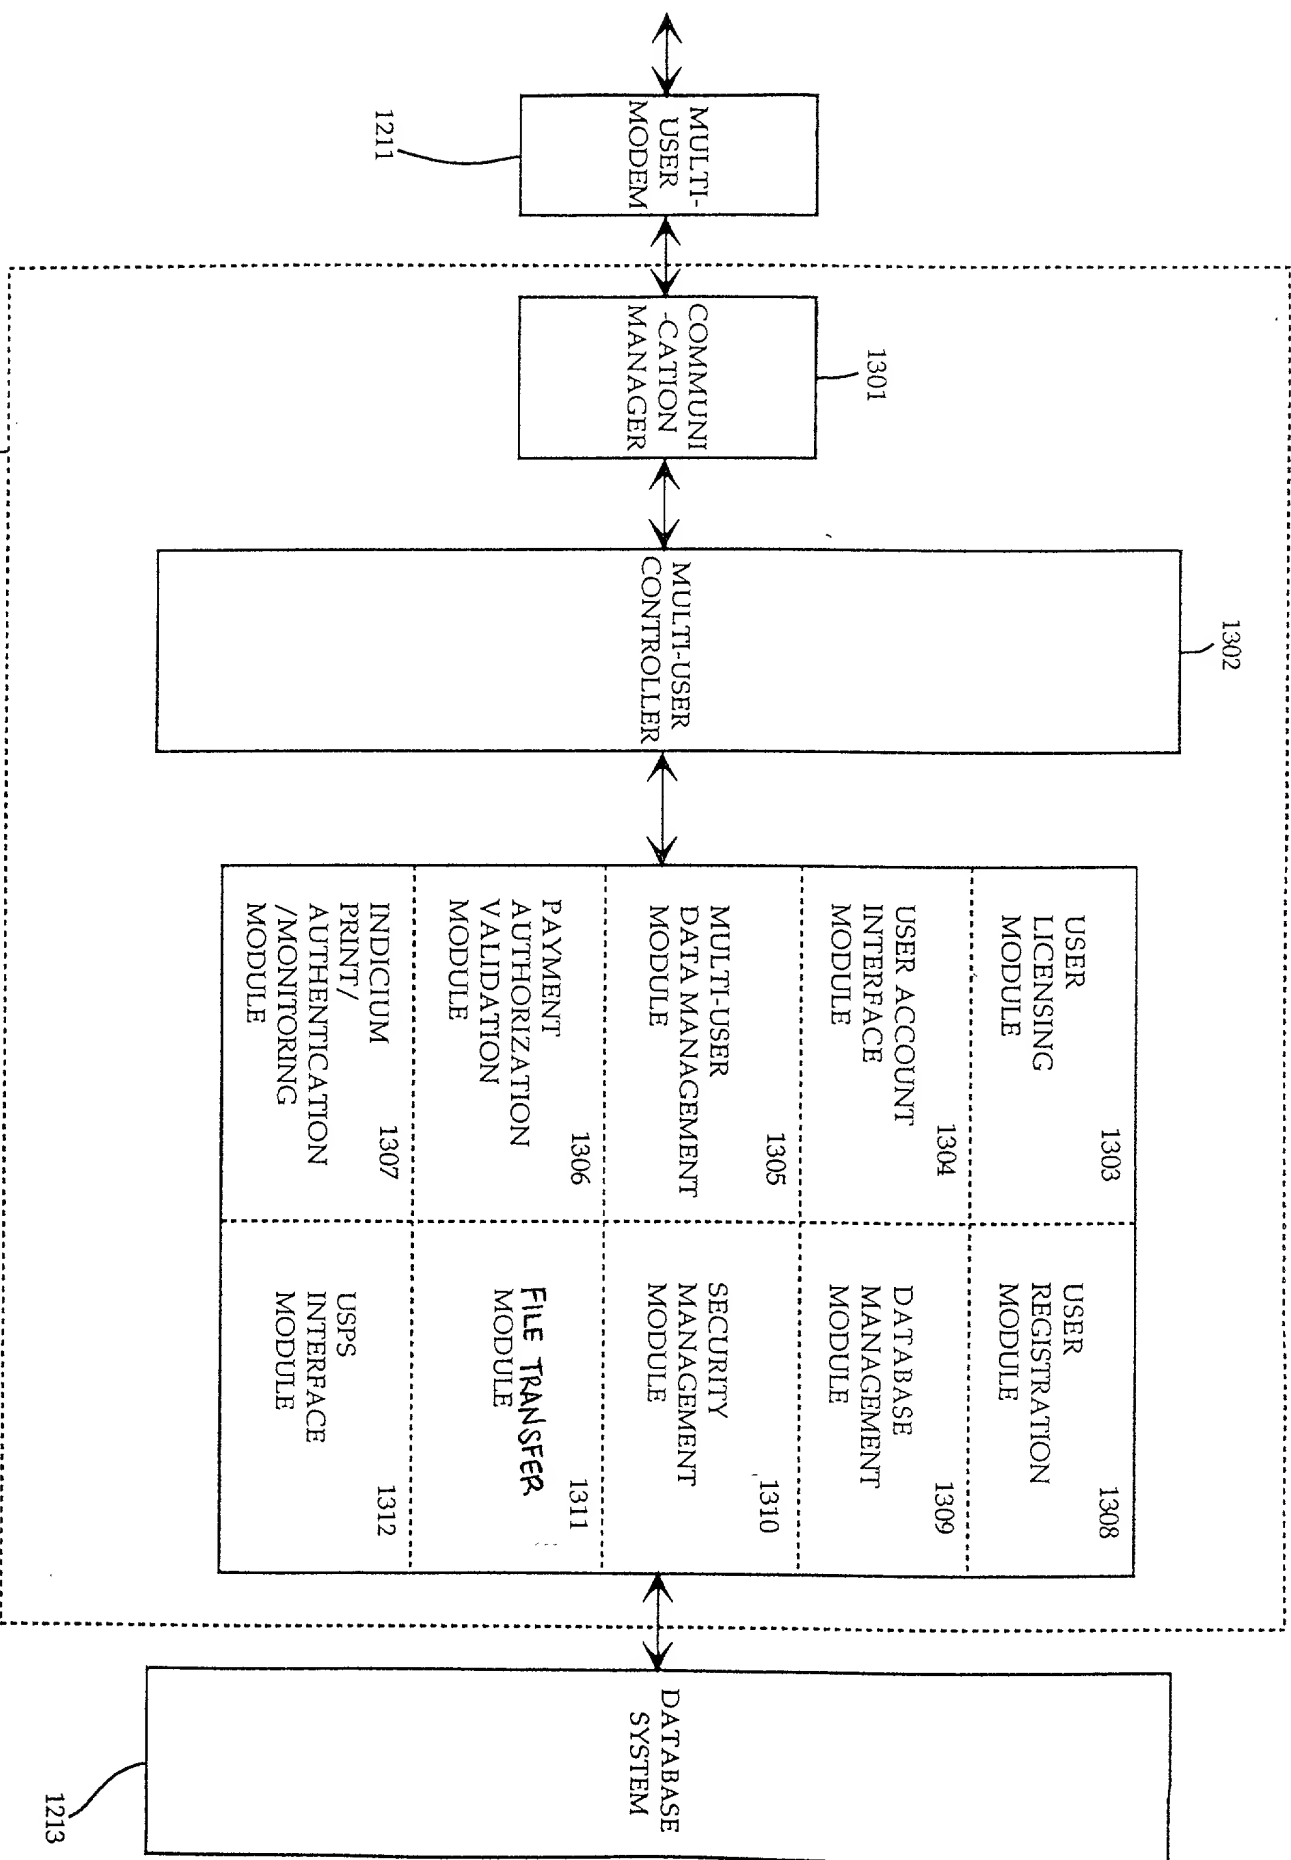 MULTI-
USER
MODEM
1211
COMMUNI
-CATION
MANAGER
1301
MULTI-USER
CONTROLLER
1302
1303
USER
LICENSING
MODULE
1308
USER
REGISTRATION
MODULE
1304
USER ACCOUNT
INTERFACE
MODULE
1309
DATABASE
MANAGEMENT
MODULE
1305
MULTI-USER
DATA MANAGEMENT
MODULE
1310
SECURITY
MANAGEMENT
MODULE
1306
PAYMENT
AUTHORIZATION
VALIDATION
MODULE
1311
FILE TRANSFER
MODULE
1307
INDICIUM
PRINT/
AUTHENTICATION
/MONITORING
MODULE
1312
USPS
INTERFACE
MODULE
DATABASE
SYSTEM
1213